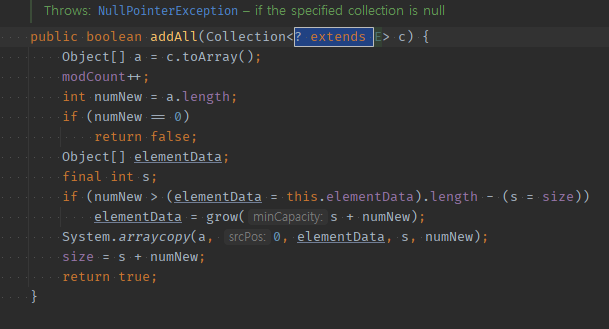 Throws: NullPointerException – if the specified collection is null
public boolean addAll(Collection<? extends E> c) {
Object[] a = c.toArray();
modCount++;
int numNew = a.length;
if (numNew == 0)
return false;
Object[] elementData;
final int s;
if (numNew > (elementData = this.elementData).length - (s = size))
elementData = grow( minCapacity: s + numNew);
System.arraycopy(a, srcPos: 0, elementData, s, numNew);
size = s + numNew;
return true;
}